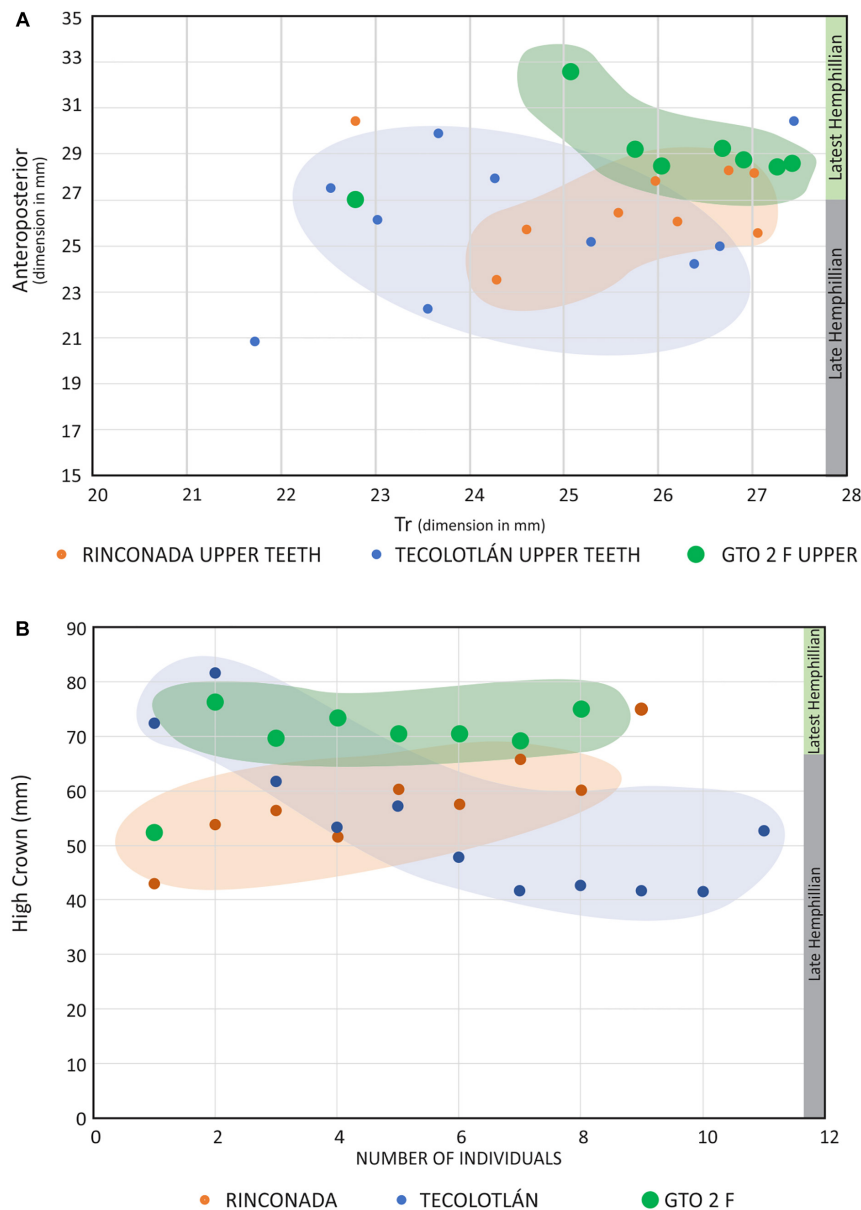 A
35
33
31
29
27
25
23
21
19
17
15
Anteroposterior
(dimension in mm)
20 21 22 23 24 25 26 27 28
Tr (dimension in mm)
Latest Hemphillian
Late Hemphillian
RINCONADA UPPER TEETH TECOLOTLÁN UPPER TEETH GTO 2 F UPPER
B
90
80
70
60
50
40
30
20
10
0
High Crown (mm)
0 2 4 6 8 10 12
NUMBER OF INDIVIDUALS
Latest Hemphillian
Late Hemphillian
RINCONADA TECOLOTLÁN GTO 2 F